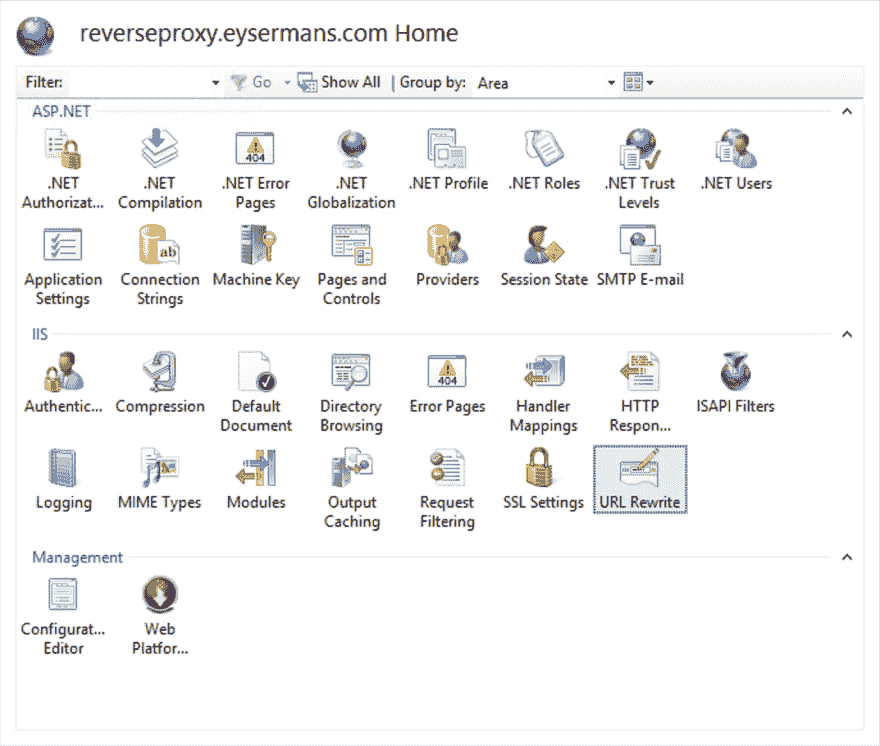 reverseproxy.eysermans.com Home
Filter: Go Show All Group by: Area
ASP.NET
.NET Authorizat...
.NET Compilation
.NET Error Pages
.NET Globalization
.NET Profile
.NET Roles
.NET Trust Levels
.NET Users
Application Settings
Connection Strings
Machine Key
Pages and Controls
Providers
Session State
SMTP E-mail
IIS
Authentic...
Compression
Default Document
Directory Browsing
404
Error Pages
Handler Mappings
HTTP Respon...
ISAPI Filters
Logging
MIME Types
Modules
Output Caching
Request Filtering
SSL Settings
URL Rewrite
Management
Configurat... Editor
Web Platfor...